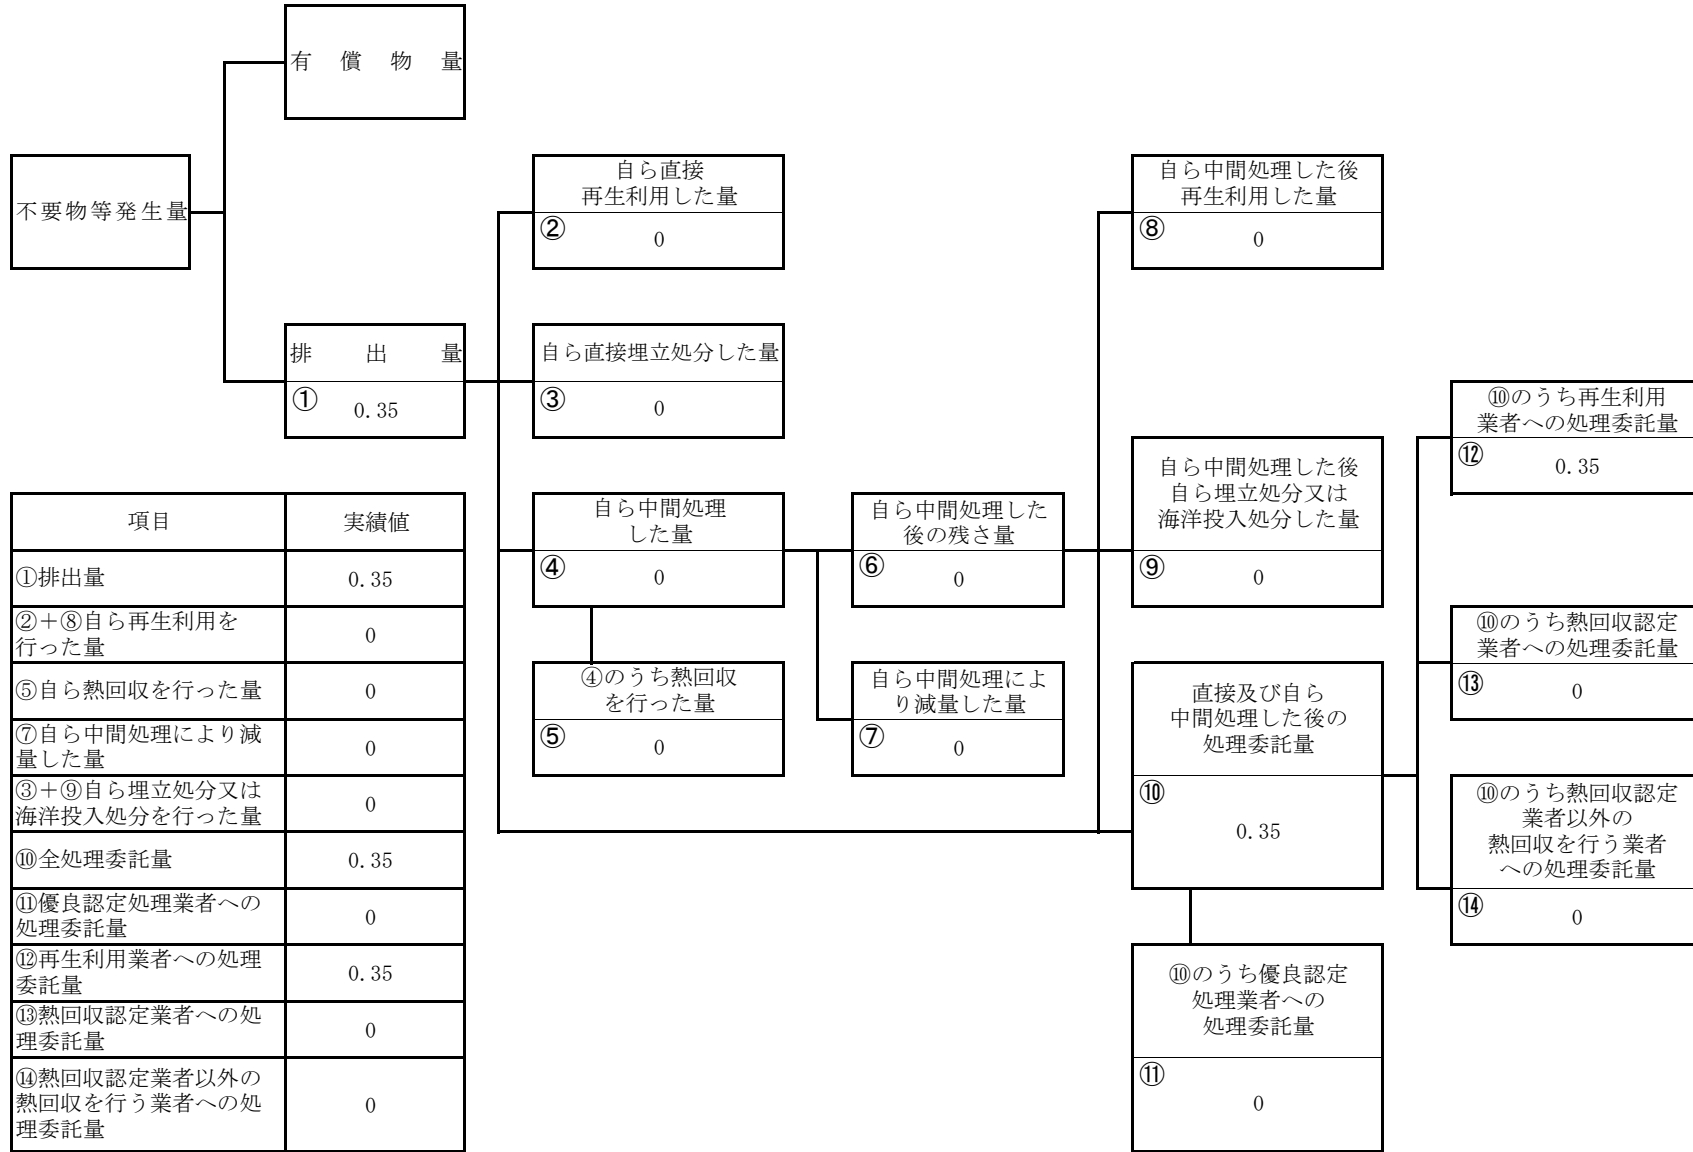 有償物量
不要物等発生量
自ら直接
再生利用した量
②
0
自ら中間処理した後
再生利用した量
⑧
0
排出量
①
0.35
自ら直接埋立処分した量
③
0
⑩のうち再生利用
業者への処理委託量
⑫
0.35
自ら中間処理
した量
④
0
自ら中間処理した
後の残さ量
⑥
0
自ら中間処理した後
自ら埋立処分又は
海洋投入処分した量
⑨
0
⑩のうち熱回収認定
業者への処理委託量
⑬
0
④のうち熱回収
を行った量
⑤
0
自ら中間処理によ
り減量した量
⑦
0
直接及び自ら
中間処理した後の
処理委託量
⑩
0.35
⑩のうち熱回収認定
業者以外の
熱回収を行う業者
への処理委託量
⑭
0
⑩のうち優良認定
処理業者への
処理委託量
⑪
0
項目
実績値
①排出量
0.35
②＋⑧自ら再生利用を
行った量
0
⑤自ら熱回収を行った量
0
⑦自ら中間処理により減
量した量
0
③＋⑨自ら埋立処分又は
海洋投入処分を行った量
0
⑩全処理委託量
0.35
⑪優良認定処理業者への
処理委託量
0
⑫再生利用業者への処理
委託量
0.35
⑬熱回収認定業者への処
理委託量
0
⑭熱回収認定業者以外の
熱回収を行う業者への処
理委託量
0